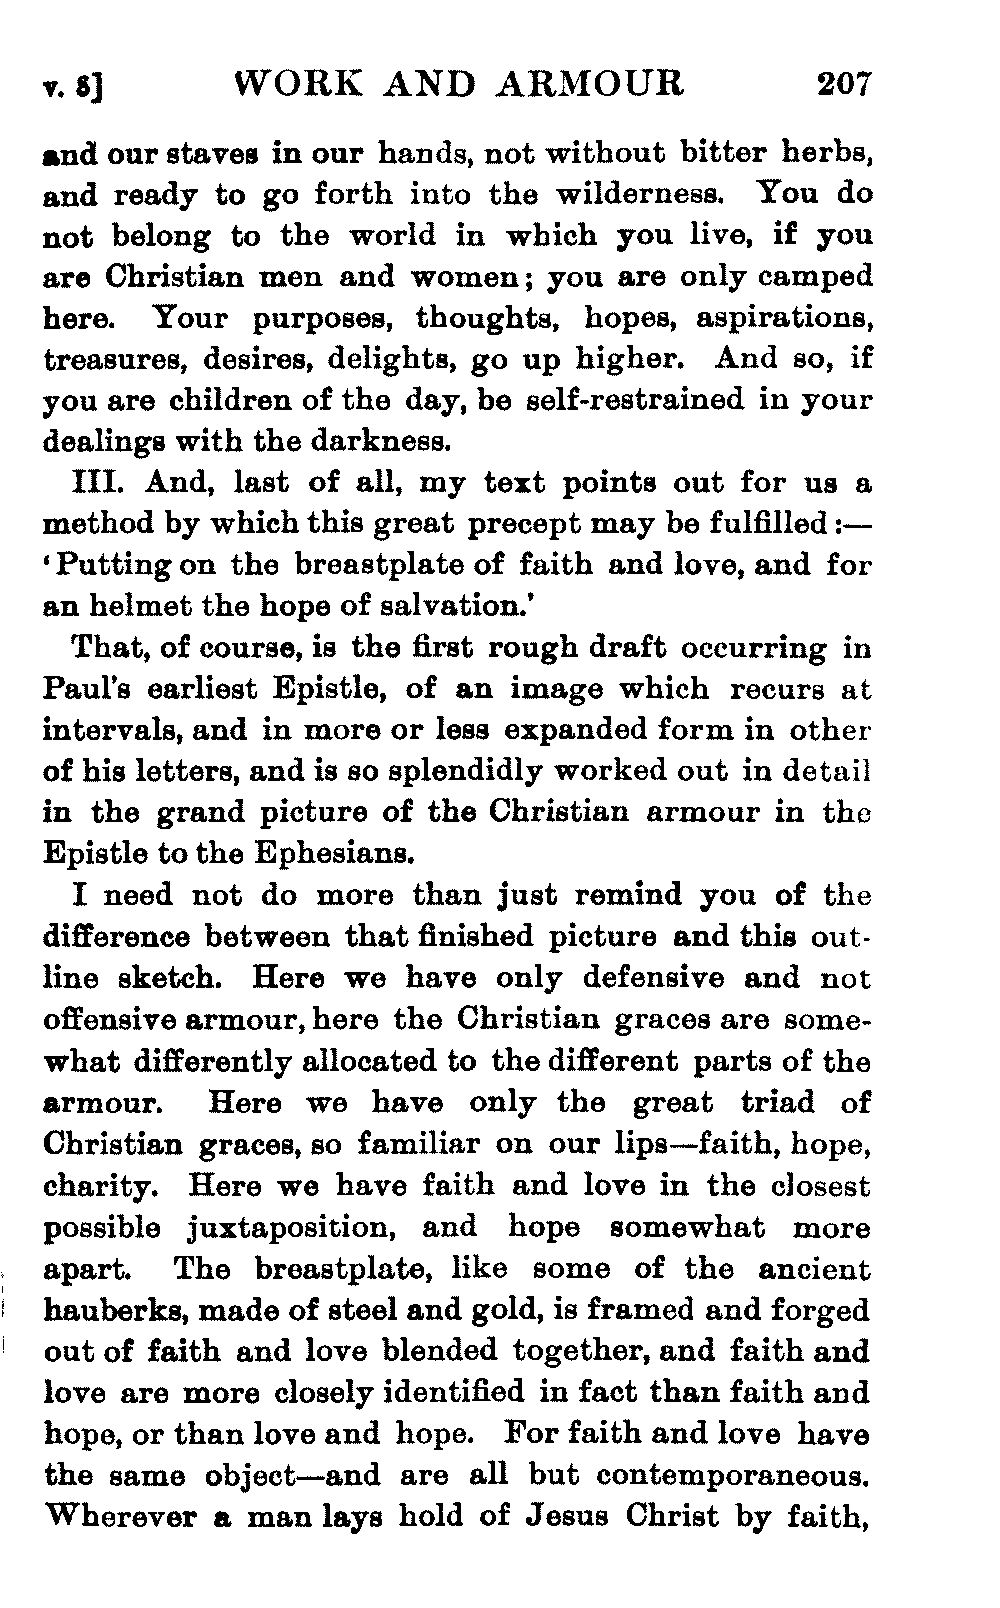 v. 8] WORK AND ARMOUR 207
and our staves in our hands, not without bitter herbs,
and ready to go forth into the wilderness. You do
not belong to the world in which you live, if you
are Christian men and women; you are only camped
here. Your purposes, thoughts, hopes, aspirations,
treasures, desires, delights, go up higher. And so, if
you are children of the day, be self-restrained in your
dealings with the darkness.
III. And, last of all, my text points out for us a
method by which this great precept may be fulfilled:—
‘Putting on the breastplate of faith and love, and for
an helmet the hope of salvation.’
That, of course, is the first rough draft occurring in
Paul's earliest Epistle, of an image which recurs at
intervals, and in more or less expanded form in other
of his letters, and is so splendidly worked out in detail
in the grand picture of the Christian armour in the
Epistle to the Ephesians.
I need not do more than just remind you of the
difference between that finished picture and this out-
line sketch. Here we have only defensive and not
offensive armour, here the Christian graces are some-
what differently allocated to the different parts of the
armour. Here we have only the great triad of
Christian graces, so familiar on our lips—faith, hope,
charity. Here we have faith and love in the closest
possible juxtaposition, and hope somewhat more
apart. The breastplate, like some of the ancient
hauberks, made of steel and gold, is framed and forged
out of faith and love blended together, and faith and
love are more closely identified in fact than faith and
hope, or than love and hope. For faith and love have
the same object—and are all but contemporaneous.
Wherever a man lays hold of Jesus Christ by faith,